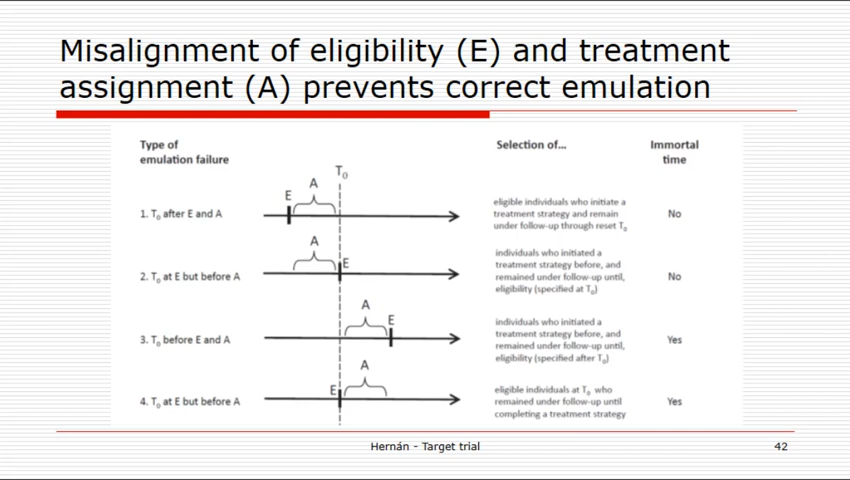 Misalignment of eligibility (E) and treatment
assignment (A) prevents correct emulation
Type of
emulation failure
Selection of...
Immortal
time
T0
A
E
1. T0 after E and A
eligible individuals who initiate a
treatment strategy and remain
under follow-up through reset T0
No
A
E
2. T0 at E but before A
individuals who initiated a
treatment strategy before, and
remained under follow-up until,
eligibility (specified at T0)
No
A
E
3. T0 before E and A
individuals who initiated a
treatment strategy before, and
remained under follow-up until,
eligibility (specified after T0)
Yes
A
E
4. T0 at E but before A
eligible individuals at T0 who
remained under follow-up until
completing a treatment strategy
Yes
Hernán - Target trial
42